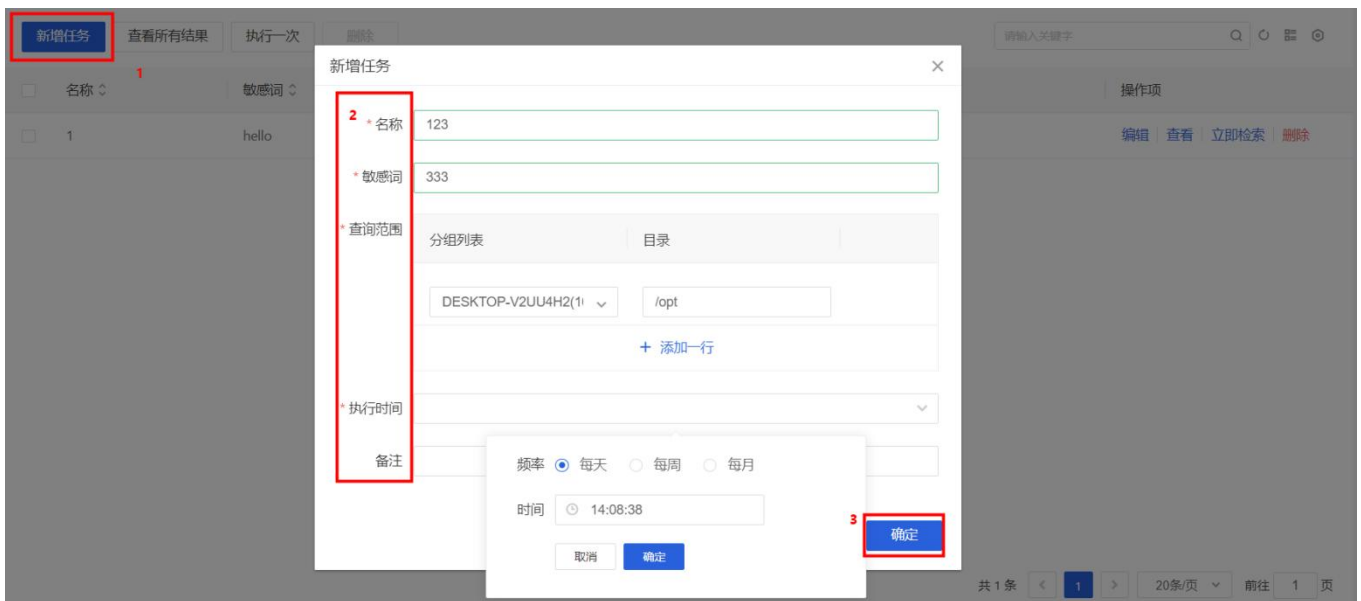 新增任务 查看所有结果 执行一次 删除 请输入关键字
1
名称 敏感词 操作项
1 hello 编辑 查看 立即检索 删除
新增任务
2 * 名称 123
* 敏感词 333
* 查询范围 分组列表 目录
DESKTOP-V2UU4H2(1 /opt
+ 添加一行
* 执行时间
备注
频率 每天 每周 每月
时间 14:08:38
取消 确定
3 确定
共 1 条 < 1 > 20条/页 前往 1 页